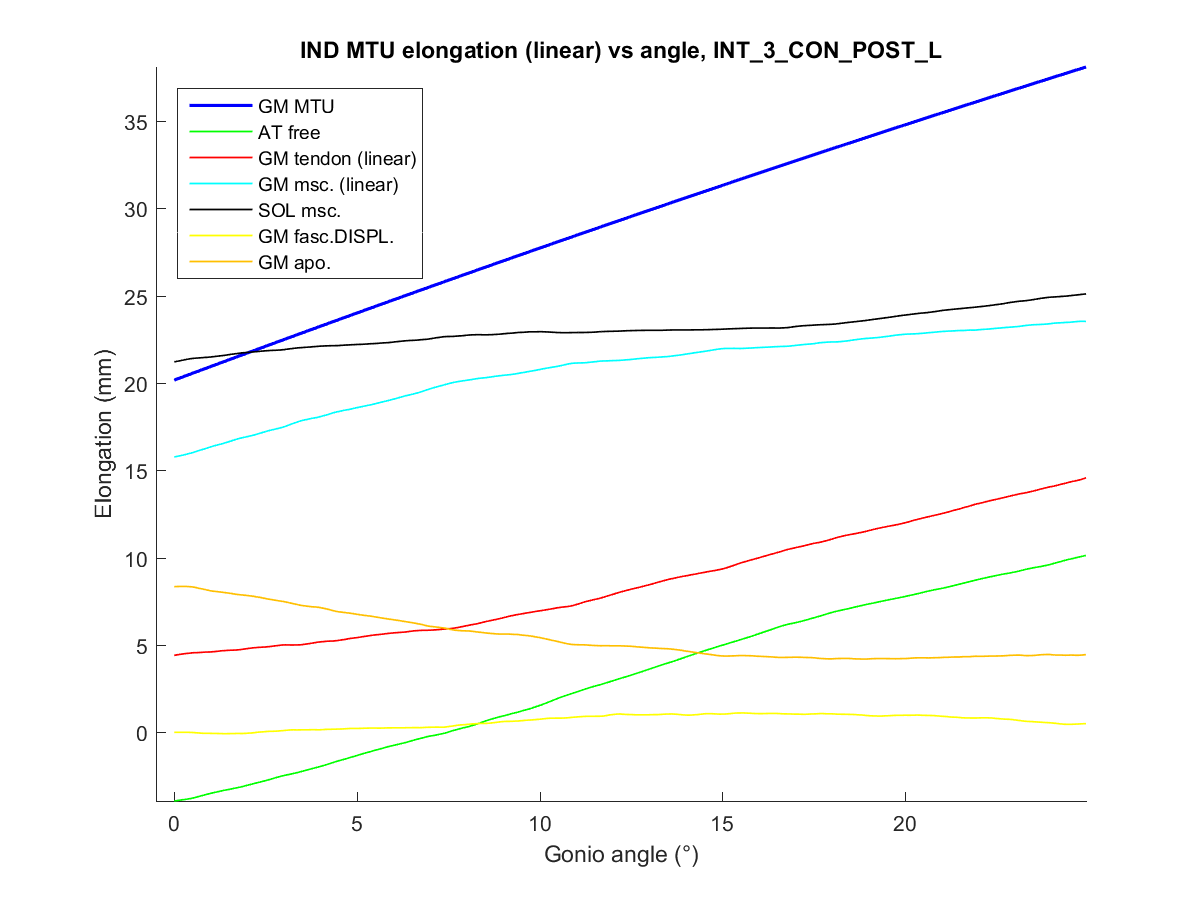 IND MTU elongation (linear) vs angle, INT_3_CON_POST_L
GM MTU
AT free
GM tendon (linear)
GM msc. (linear)
SOL msc.
GM fasc.DISPL.
GM apo.
35
30
25
20
15
10
5
0
Elongation (mm)
0 5 10 15 20
Gonio angle (°)